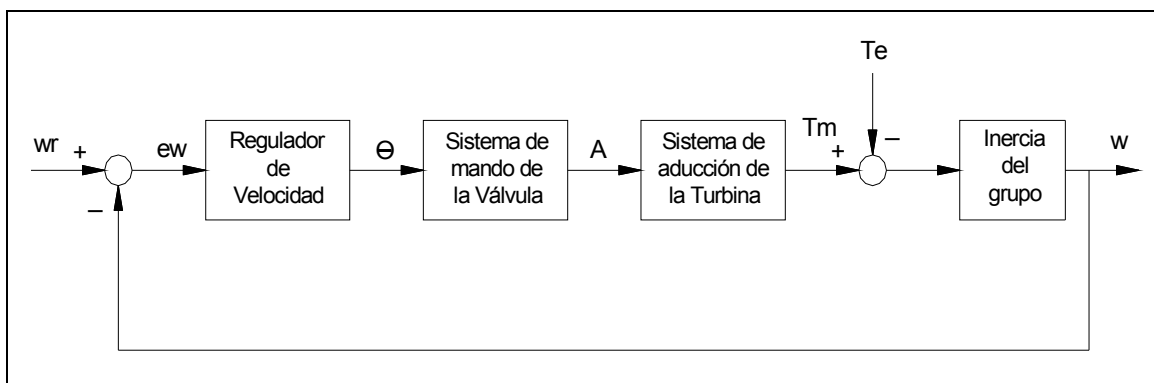 Te
wr
+
ew
Regulador
de
Velocidad
Ө
Sistema de
mando de
la Válvula
A
Sistema de
aducción de
la Turbina
Tm
+
–
Inercia
del
grupo
w
–